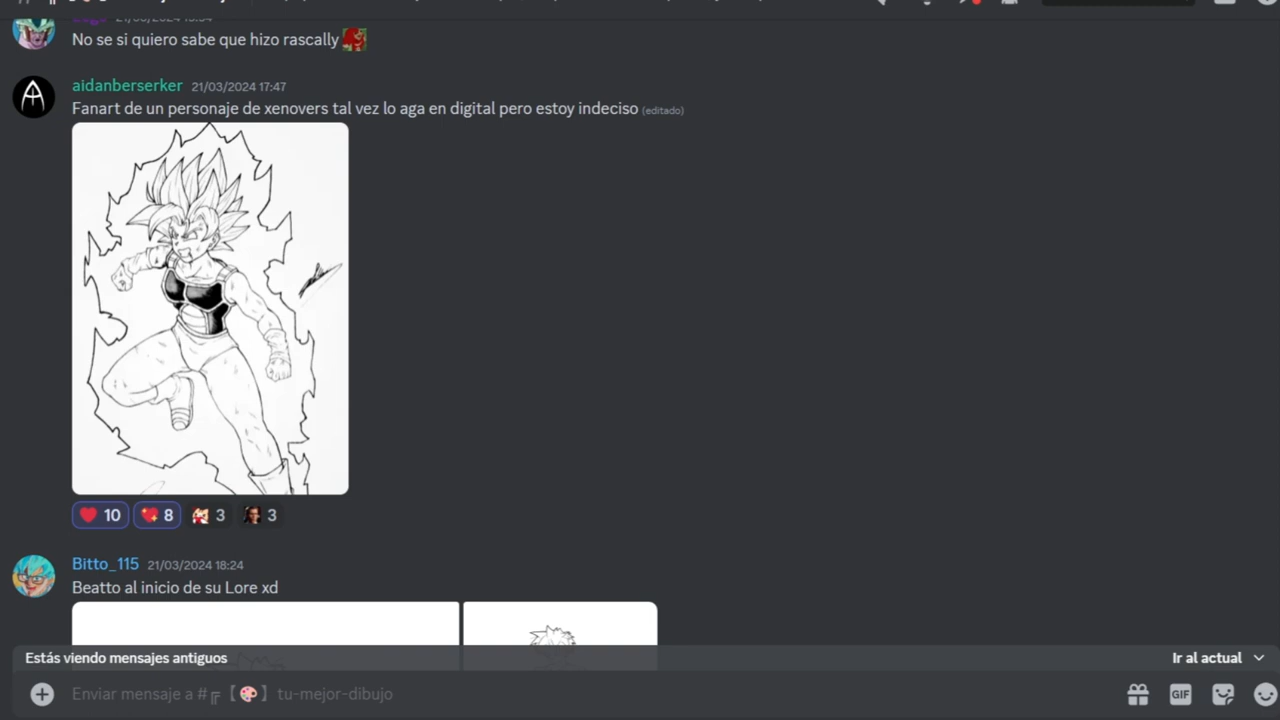 No se si quiero sabe que hizo rascally
aidanberserker 21/03/2024 17:47
Fanart de un personaje de xenovers tal vez lo aga en digital pero estoy indeciso (editado)
10 8 3 3
Bitto_115 21/03/2024 18:24
Beatto al inicio de su Lore xd
Estás viendo mensajes antiguos Ir al actual
Enviar mensaje a #╔【🎨】tu-mejor-dibujo GIF